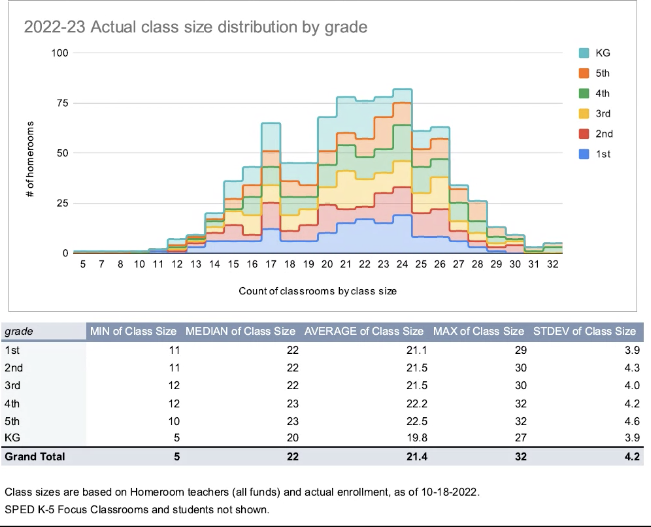 2022-23 Actual class size distribution by grade
100
75
50
25
0
# of homerooms
5 7 8 10 11 12 13 14 15 16 17 18 19 20 21 22 23 24 25 26 27 28 29 30 31 32
Count of classrooms by class size
KG
5th
4th
3rd
2nd
1st
grade MIN of Class Size MEDIAN of Class Size AVERAGE of Class Size MAX of Class Size STDEV of Class Size
1st 11 22 21.1 29 3.9
2nd 11 22 21.5 30 4.3
3rd 12 22 21.5 30 4.0
4th 12 23 22.2 32 4.2
5th 10 23 22.5 32 4.6
KG 5 20 19.8 27 3.9
Grand Total 5 22 21.4 32 4.2
Class sizes are based on Homeroom teachers (all funds) and actual enrollment, as of 10-18-2022.
SPED K-5 Focus Classrooms and students not shown.